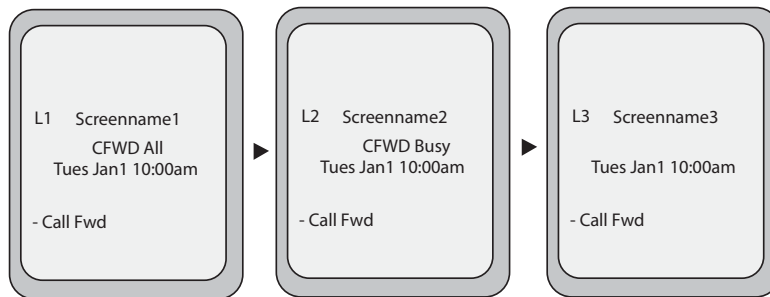 L1 Screenname1
CFWD All
Tues Jan1 10:00am
- Call Fwd
L2 Screenname2
CFWD Busy
Tues Jan1 10:00am
- Call Fwd
L3 Screenname3
Tues Jan1 10:00am
- Call Fwd